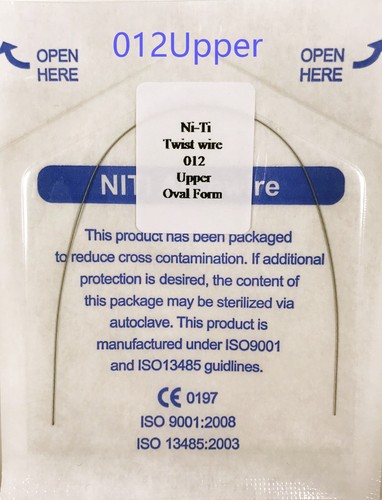 012Upper
OPEN HERE
OPEN HERE
Ni-Ti
Twist wire
012
Upper
Oval Form
NIT re
This product has been packaged
to reduce cross contamination. If additional
protection is desired, the content of
this package may be sterilized via
autoclave. This product is
manufactured under ISO9001
and ISO13485 guidlines.
CE 0197
ISO 9001:2008
ISO 13485:2003